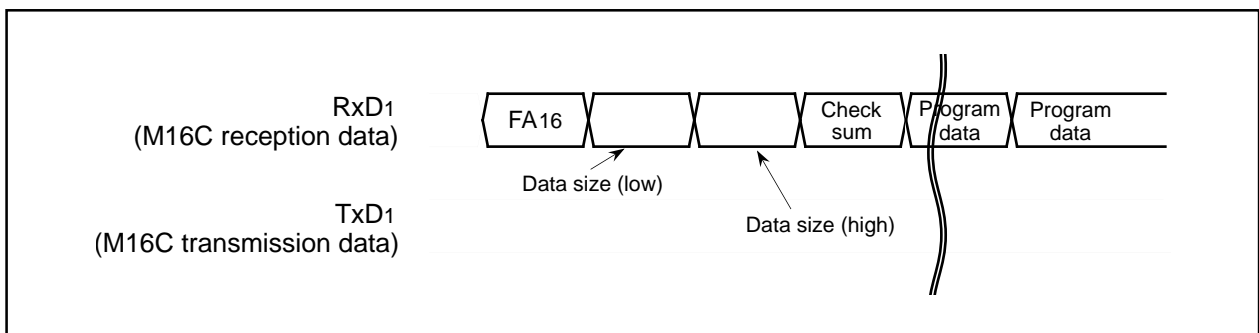 RxD1
(M16C reception data)
FA16
Check
sum
Program
data
Program
data
Data size (low)
Data size (high)
TxD1
(M16C transmission data)